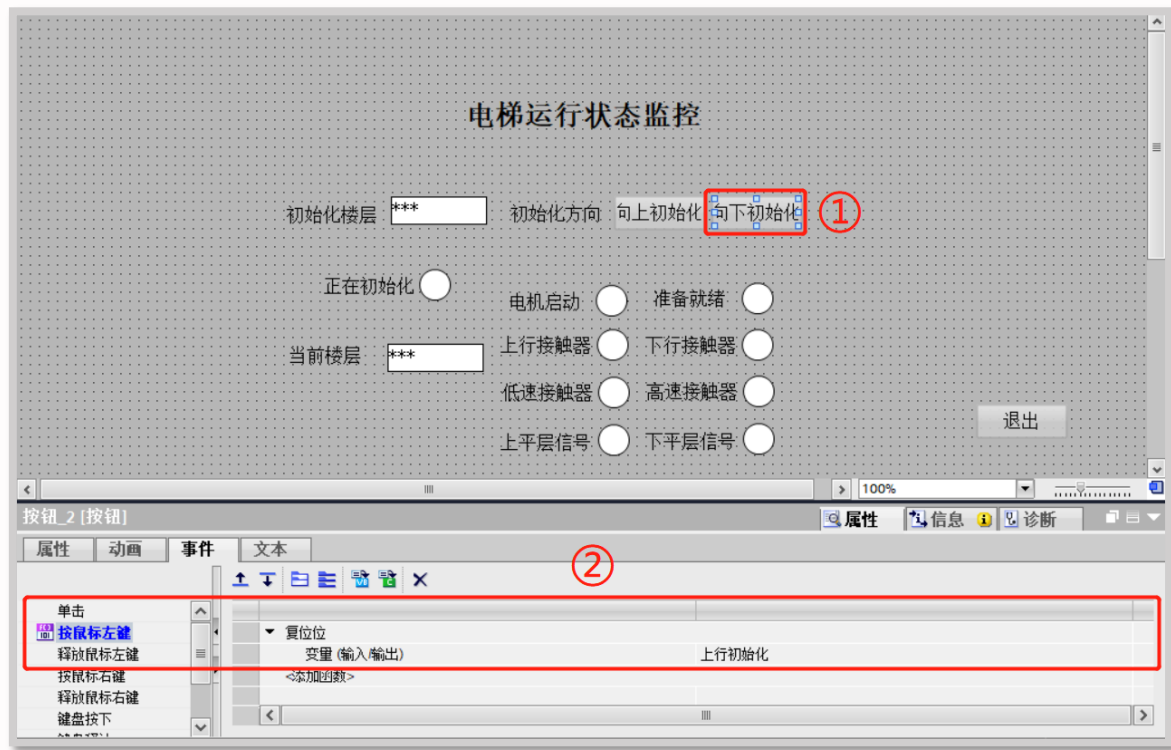 电梯运行状态监控
初始化楼层 *** 初始化方向 向上初始化 向下初始化 ①
正在初始化
电机启动 准备就绪
当前楼层 *** 上行接触器 下行接触器
低速接触器 高速接触器
退出
上平层信号 下平层信号
100%
按钮_2 [按钮] 属性 信息 诊断
属性 动画 事件 文本
②
单击
按鼠标左键 复位位
释放鼠标左键 变量 (输入/输出) 上行初始化
按鼠标右键 <添加函数>
释放鼠标右键
键盘按下